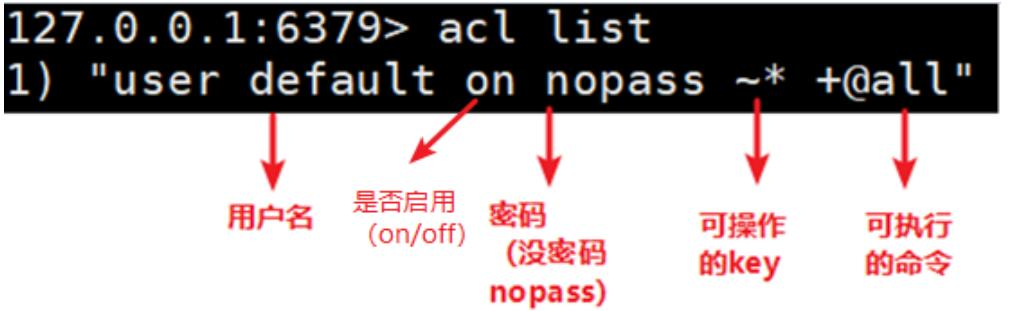 127.0.0.1:6379> acl list
1) "user default on nopass ~* +@all"
用户名
是否启用
（on/off）
密码
（没密码
nopass）
可操作
的key
可执行
的命令